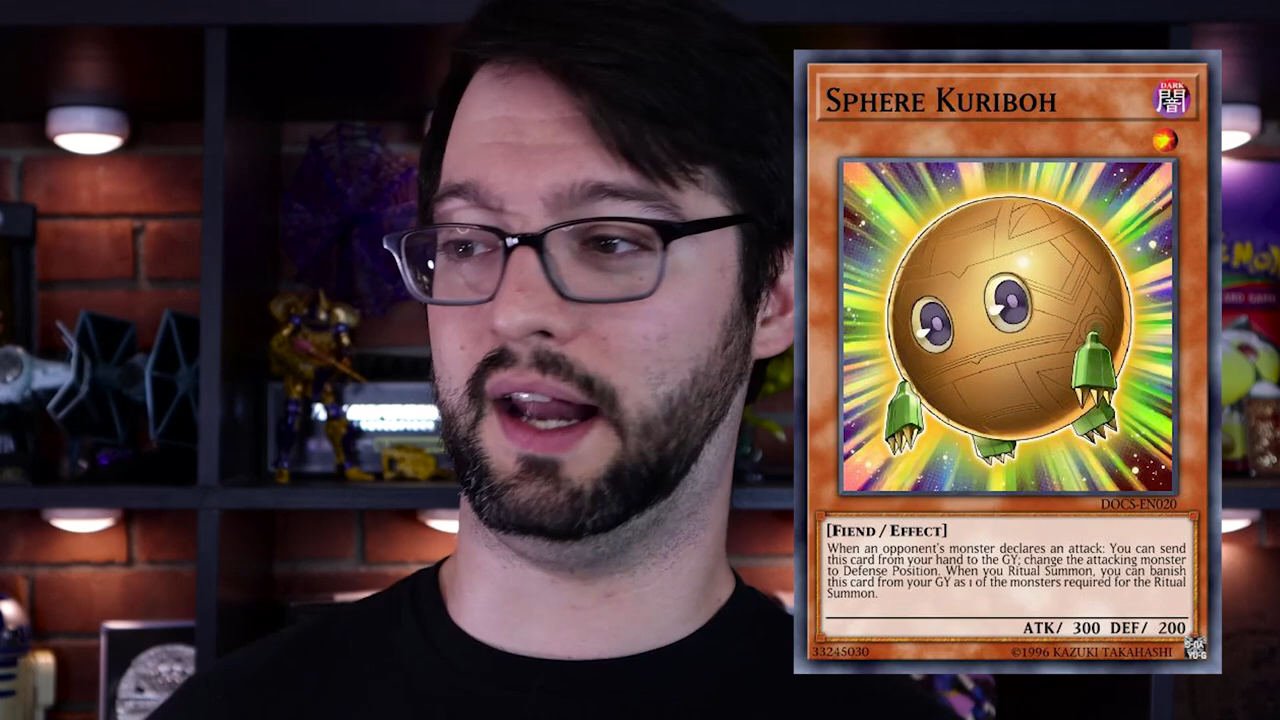 SPHERE KURIBOH
DARK
闇
DOCS-EN020
[FIEND / EFFECT]
When an opponent's monster declares an attack: You can send
this card from your hand to the GY; change the attacking monster
to Defense Position. When you Ritual Summon, you can banish
this card from your GY as 1 of the monsters required for the Ritual
Summon.
ATK/ 300 DEF/ 200
33245030
©1996 KAZUKI TAKAHASHI